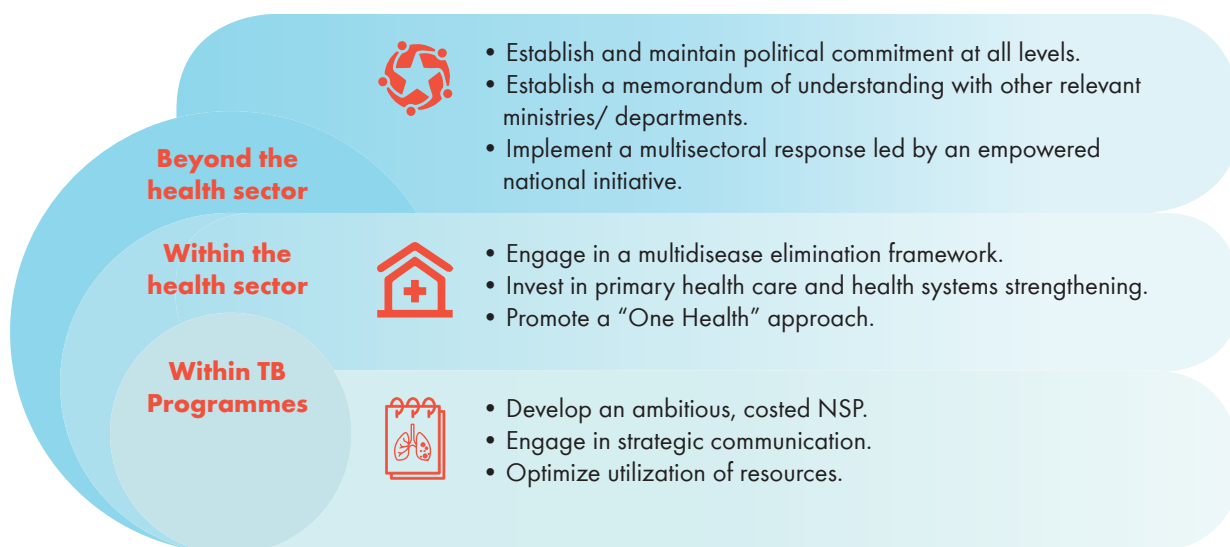 Beyond the
health sector
• Establish and maintain political commitment at all levels.
• Establish a memorandum of understanding with other relevant
ministries/ departments.
• Implement a multisectoral response led by an empowered
national initiative.
Within the
health sector
• Engage in a multidisease elimination framework.
• Invest in primary health care and health systems strengthening.
• Promote a “One Health” approach.
Within TB
Programmes
• Develop an ambitious, costed NSP.
• Engage in strategic communication.
• Optimize utilization of resources.